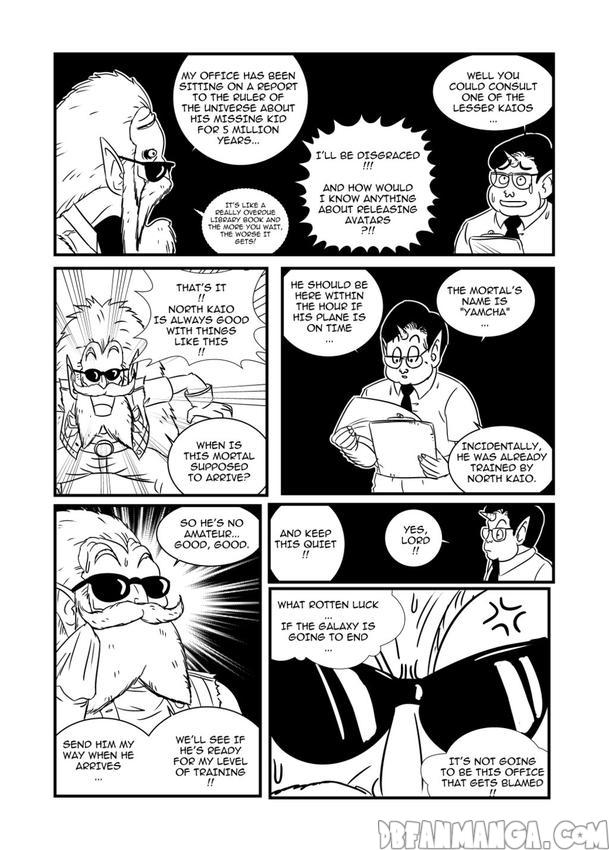 MY OFFICE HAS BEEN
SITTING ON A REPORT
TO THE RULER OF
THE UNIVERSE ABOUT
HIS MISSING KID
FOR 5 MILLION
YEARS...
IT'S LIKE A
REALLY OVERDUE
LIBRARY BOOK AND
THE MORE YOU WAIT,
THE WORSE IT
GETS!
I'LL BE DISGRACED
!!!
AND HOW WOULD
I KNOW ANYTHING
ABOUT RELEASING
AVATARS
?!!
WELL YOU
COULD CONSULT
ONE OF THE
LESSER KAIOS
...
THAT'S IT
!!
NORTH KAIO
IS ALWAYS GOOD
WITH THINGS
LIKE THIS
!!
WHEN IS
THIS MORTAL
SUPPOSED
TO ARRIVE?
HE SHOULD BE
HERE WITHIN
THE HOUR IF
HIS PLANE IS
ON TIME
...
THE MORTAL'S
NAME IS
"YAMCHA"
...
INCIDENTALLY,
HE WAS ALREADY
TRAINED BY
NORTH KAIO.
SO HE'S NO
AMATEUR...
GOOD, GOOD.
SEND HIM MY
WAY WHEN HE
ARRIVES
...
WE'LL SEE IF
HE'S READY
FOR MY LEVEL
OF TRAINING
!!
AND KEEP
THIS QUIET
!!
YES,
LORD
!!
WHAT ROTTEN LUCK
...
IF THE GALAXY IS
GOING TO END
...
IT'S NOT GOING
TO BE THIS OFFICE
THAT GETS BLAMED
!!
DBFANMANGA.COM